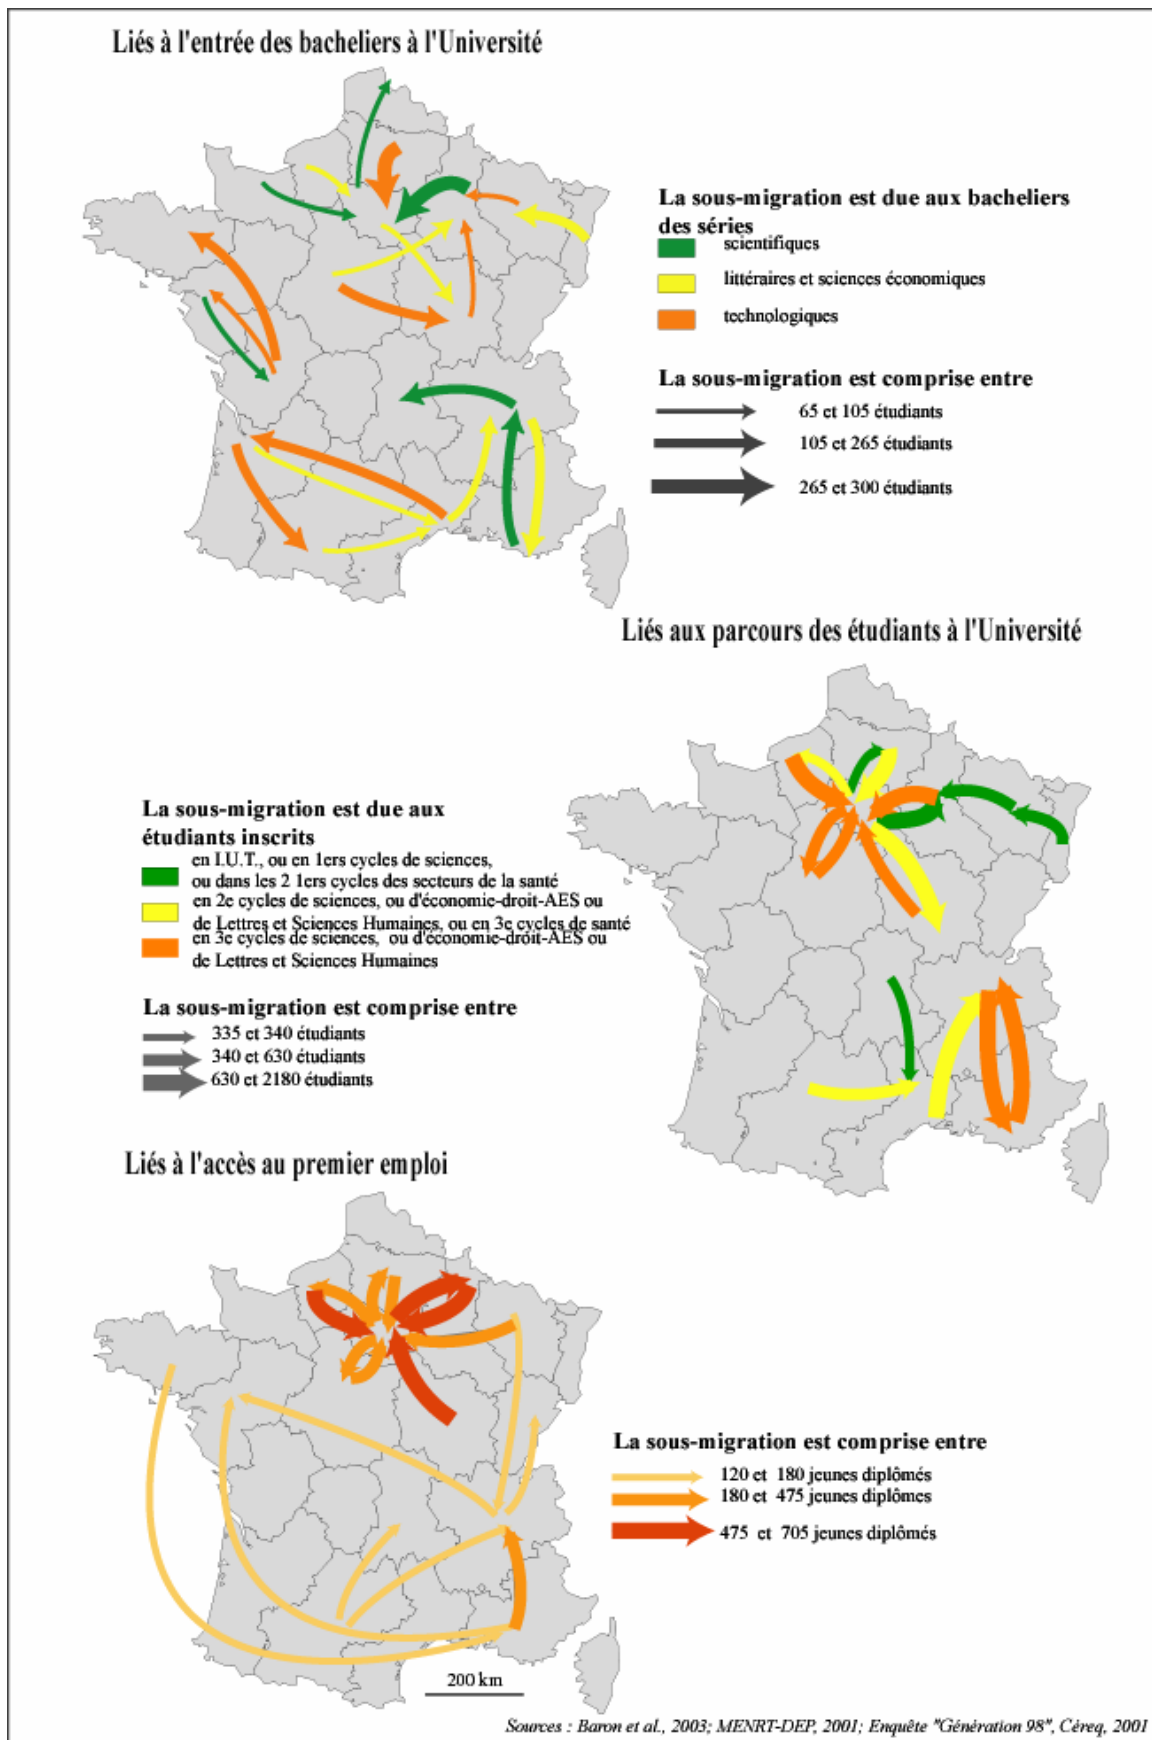 Liés à l'entrée des bacheliers à l'Université
La sous-migration est due aux bacheliers
des séries
scientifiques
littéraires et sciences économiques
technologiques
La sous-migration est comprise entre
65 et 105 étudiants
105 et 265 étudiants
265 et 300 étudiants
Liés aux parcours des étudiants à l'Université
La sous-migration est due aux
étudiants inscrits
en I.U.T., ou en 1ers cycles de sciences,
ou dans les 2 1ers cycles des secteurs de la santé
en 2e cycles de sciences, ou d'économie-droit-AES ou
de Lettres et Sciences Humaines, ou en 3e cycles de santé
en 3e cycles de sciences, ou d'économie-droit-AES ou
de Lettres et Sciences Humaines
La sous-migration est comprise entre
335 et 340 étudiants
340 et 630 étudiants
630 et 2180 étudiants
Liés à l'accès au premier emploi
La sous-migration est comprise entre
120 et 180 jeunes diplômés
180 et 475 jeunes diplômes
475 et 705 jeunes diplômés
200 km
Sources : Baron et al., 2003; MENRT-DEP, 2001; Enquête "Génération 98", Céreq, 2001